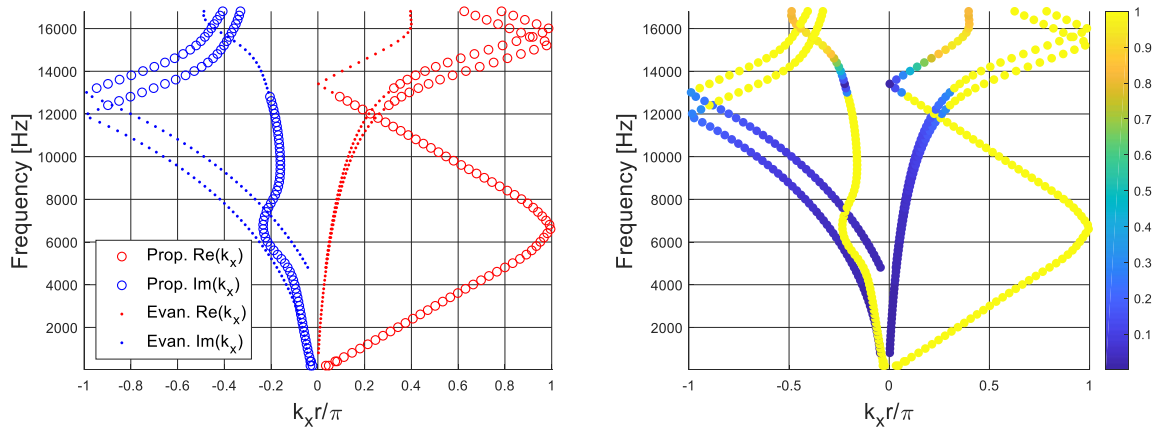 16000
14000
12000
10000
8000
6000
4000
2000
Frequency [Hz]
Prop. Re(kₓ)
Prop. Im(kₓ)
Evan. Re(kₓ)
Evan. Im(kₓ)
-1 -0.8 -0.6 -0.4 -0.2 0 0.2 0.4 0.6 0.8 1
kₓr/π
16000
14000
12000
10000
8000
6000
4000
2000
Frequency [Hz]
-1 -0.5 0 0.5 1
kₓr/π
1
0.9
0.8
0.7
0.6
0.5
0.4
0.3
0.2
0.1